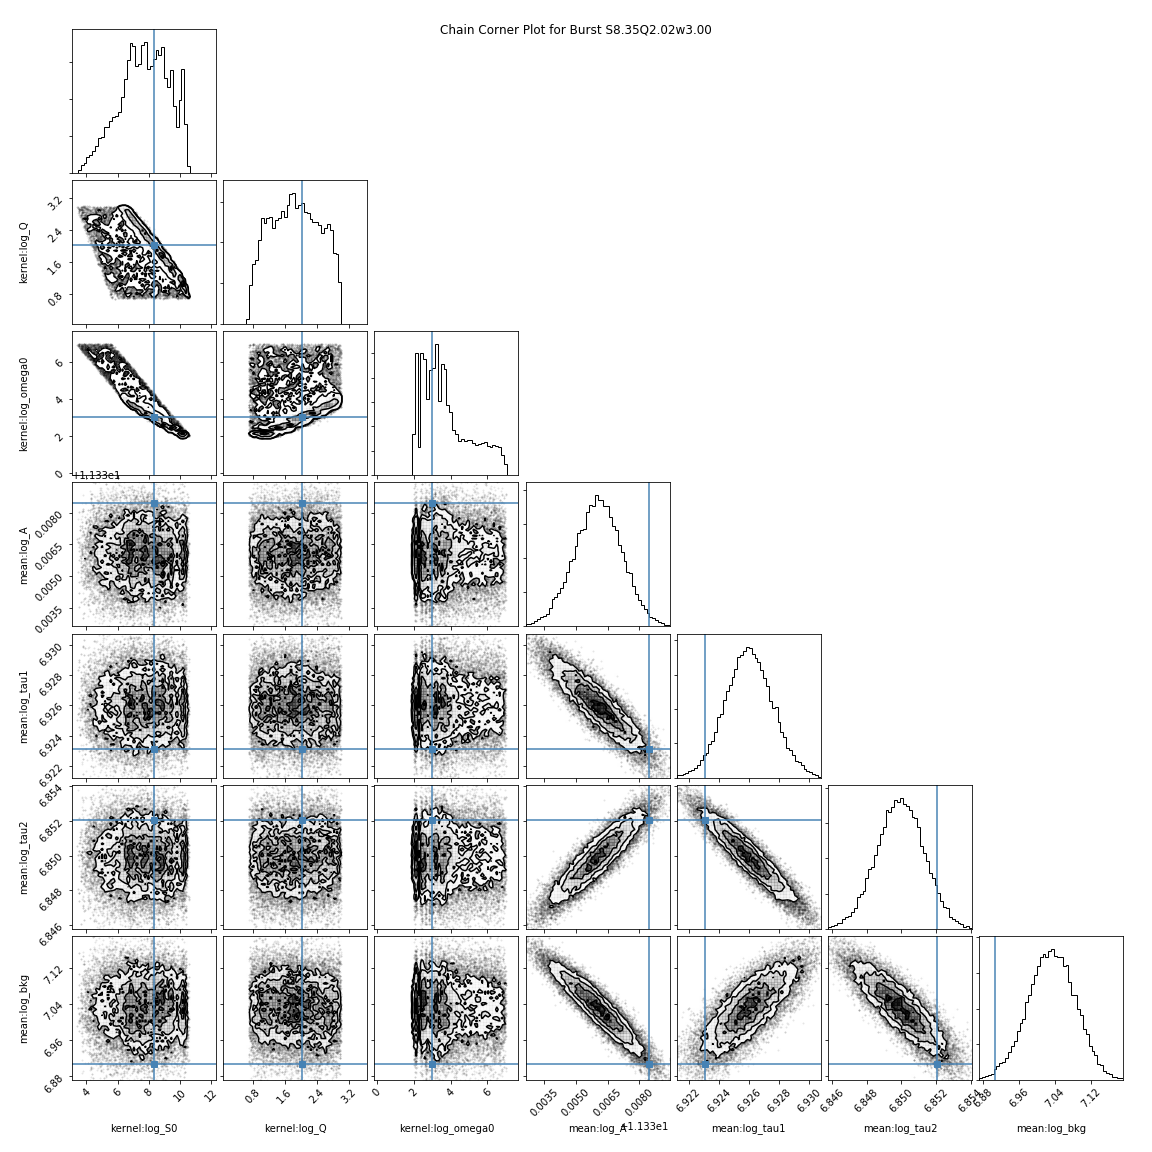 Chain Corner Plot for Burst S8.35Q2.02w3.00
kernel:log_Q
3.2
2.4
1.6
0.8
kernel:log_omega0
6
4
2
0
+1.133e1
mean:log_A
0.0080
0.0065
0.0050
0.0035
mean:log_tau1
6.930
6.928
6.926
6.924
6.922
mean:log_tau2
6.854
6.852
6.850
6.848
6.846
mean:log_bkg
7.12
7.04
6.96
6.88
4 6 8 10 12
0.8 1.6 2.4 3.2
0 2 4 6
0.0035 0.0050 0.0065 0.0080
6.922 6.924 6.926 6.928 6.930
6.846 6.848 6.850 6.852 6.854
6.88 6.96 7.04 7.12
+1.133e1
kernel:log_S0 kernel:log_Q kernel:log_omega0 mean:log_A mean:log_tau1 mean:log_tau2 mean:log_bkg